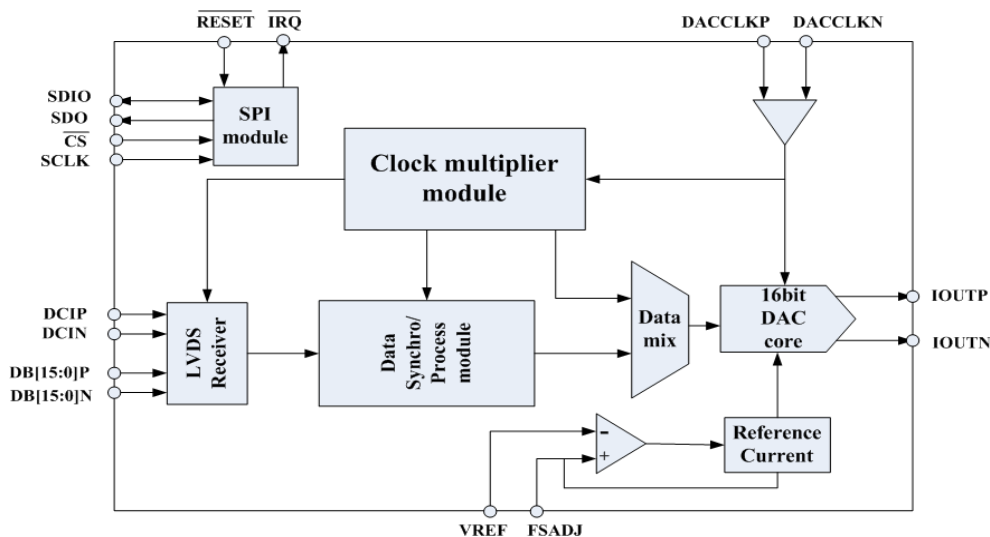 RESET
IRQ
DACCLKP
DACCLKN
SDIO
SDO
CS
SCLK
SPI
module
Clock multiplier
module
DCIP
DCIN
DB[15:0]P
DB[15:0]N
LVDS
Receiver
Data
Synchro/
Process
module
Data
mix
16bit
DAC
core
IOUTP
IOUTN
-
+
Reference
Current
VREF
FSADJ